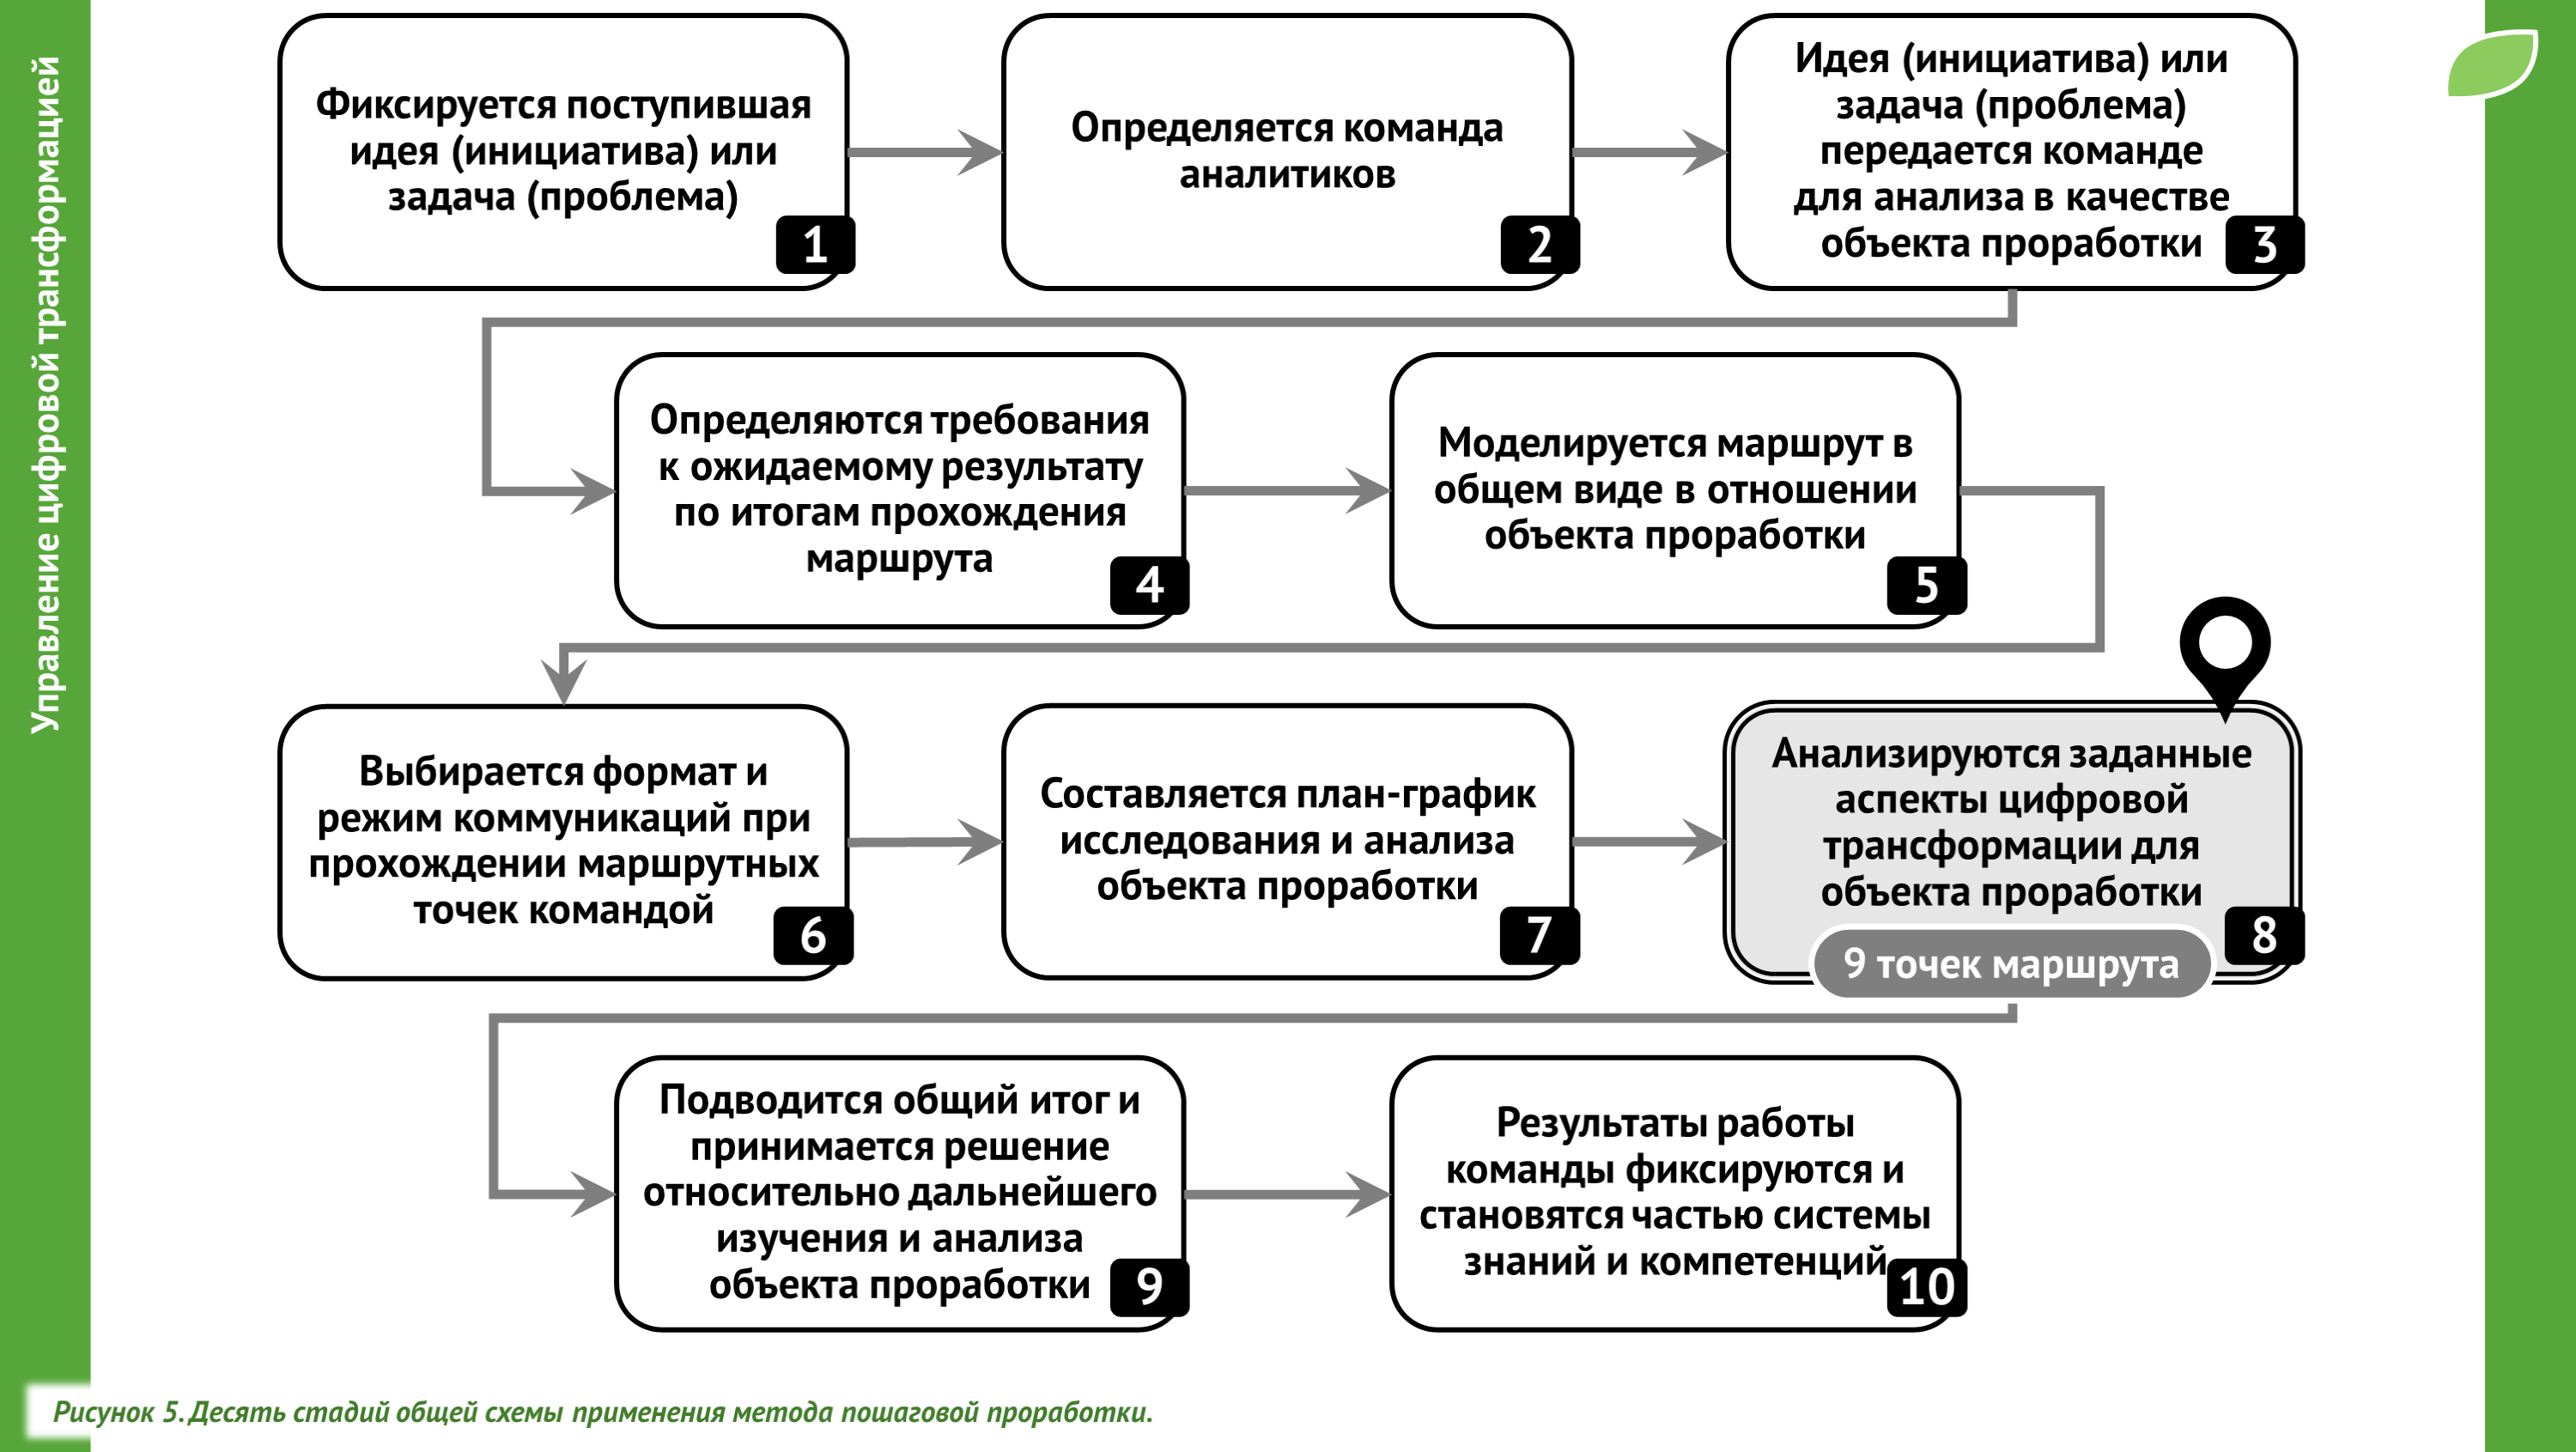 Управление цифровой трансформацией
Фиксируется поступившая
идея (инициатива) или
задача (проблема)
1
Определяется команда
аналитиков
2
Идея (инициатива) или
задача (проблема)
передается команде
для анализа в качестве
объекта проработки
3
Определяются требования
к ожидаемому результату
по итогам прохождения
маршрута
4
Моделируется маршрут в
общем виде в отношении
объекта проработки
5
Выбирается формат и
режим коммуникаций при
прохождении маршрутных
точек командой
6
Составляется план-график
исследования и анализа
объекта проработки
7
Анализируются заданные
аспекты цифровой
трансформации для
объекта проработки
8
9 точек маршрута
Подводится общий итог и
принимается решение
относительно дальнейшего
изучения и анализа
объекта проработки
9
Результаты работы
команды фиксируются и
становятся частью системы
знаний и компетенций
10
Рисунок 5. Десять стадий общей схемы применения метода пошаговой проработки.